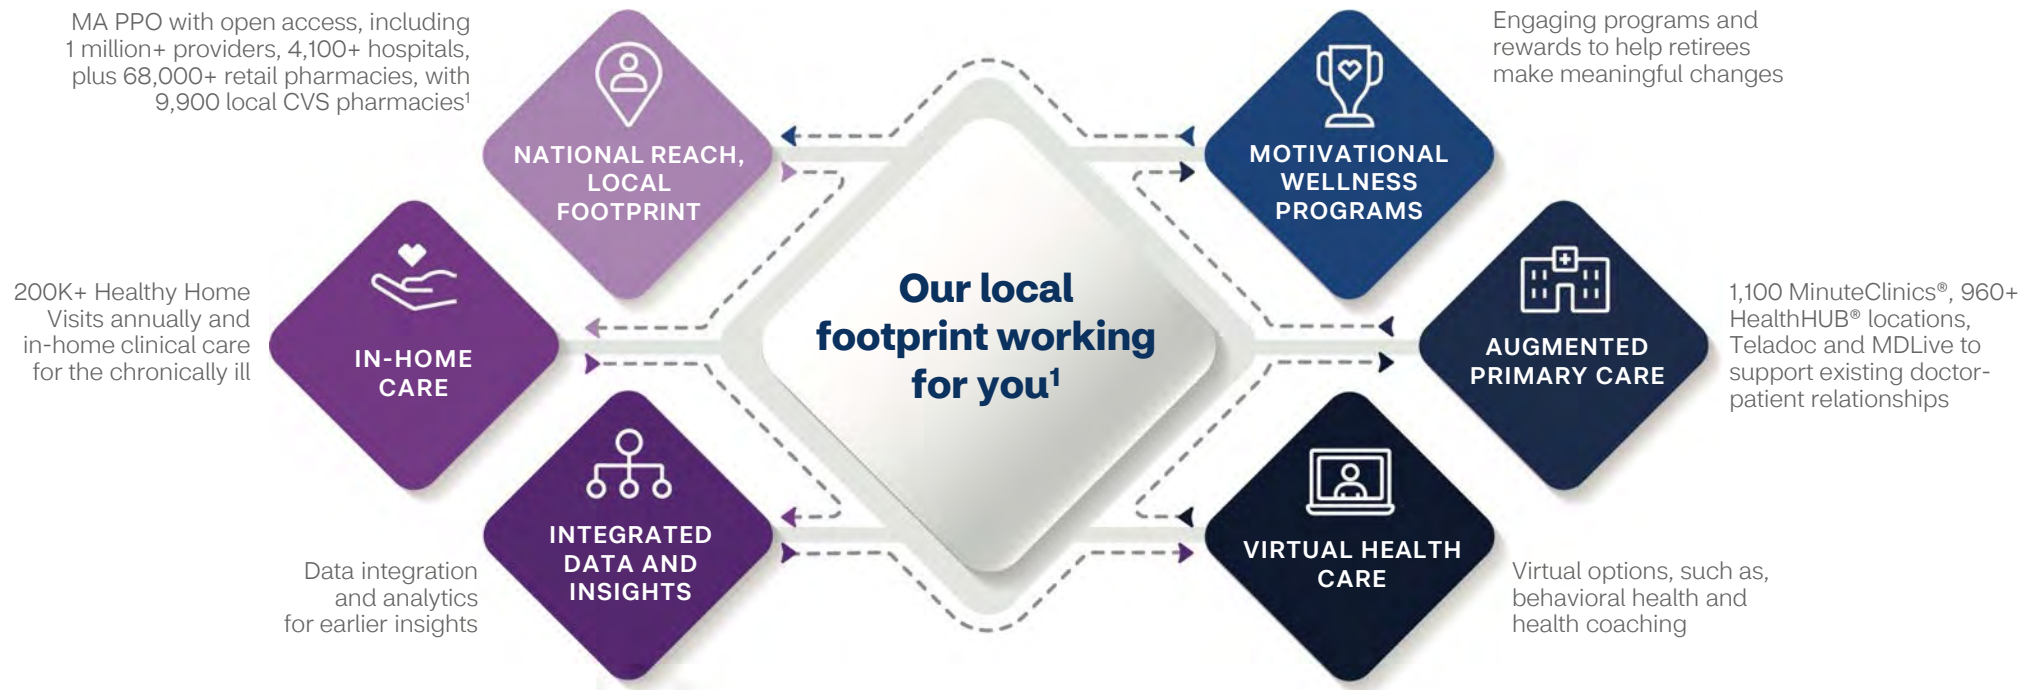 MA PPO with open access, including
1 million+ providers, 4,100+ hospitals,
plus 68,000+ retail pharmacies, with
9,900 local CVS pharmacies¹
NATIONAL REACH,
LOCAL
FOOTPRINT
Engaging programs and
rewards to help retirees
make meaningful changes
MOTIVATIONAL
WELLNESS
PROGRAMS
200K+ Healthy Home
Visits annually and
in-home clinical care
for the chronically ill
IN-HOME
CARE
Our local
footprint working
for you¹
AUGMENTED
PRIMARY CARE
1,100 MinuteClinics®, 960+
HealthHUB® locations,
Teladoc and MDLive to
support existing doctor-
patient relationships
INTEGRATED
DATA AND
INSIGHTS
Data integration
and analytics
for earlier insights
VIRTUAL HEALTH
CARE
Virtual options, such as,
behavioral health and
health coaching